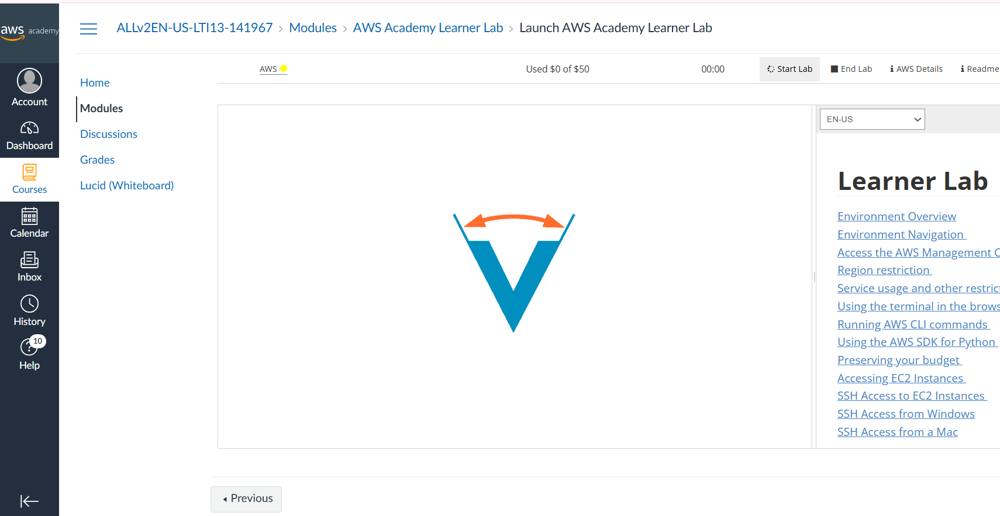 aws academy
ALLv2EN-US-LTI13-141967 > Modules > AWS Academy Learner Lab > Launch AWS Academy Learner Lab
AWS
Used $0 of $50
00:00
Start Lab
End Lab
AWS Details
Readme
Account
Dashboard
Courses
Calendar
Inbox
History
10
Help
Home
Modules
Discussions
Grades
Lucid (Whiteboard)
EN-US
Learner Lab
Environment Overview
Environment Navigation
Access the AWS Management C
Region restriction
Service usage and other restric
Using the terminal in the brows
Running AWS CLI commands
Using the AWS SDK for Python
Preserving your budget
Accessing EC2 Instances
SSH Access to EC2 Instances
SSH Access from Windows
SSH Access from a Mac
Previous